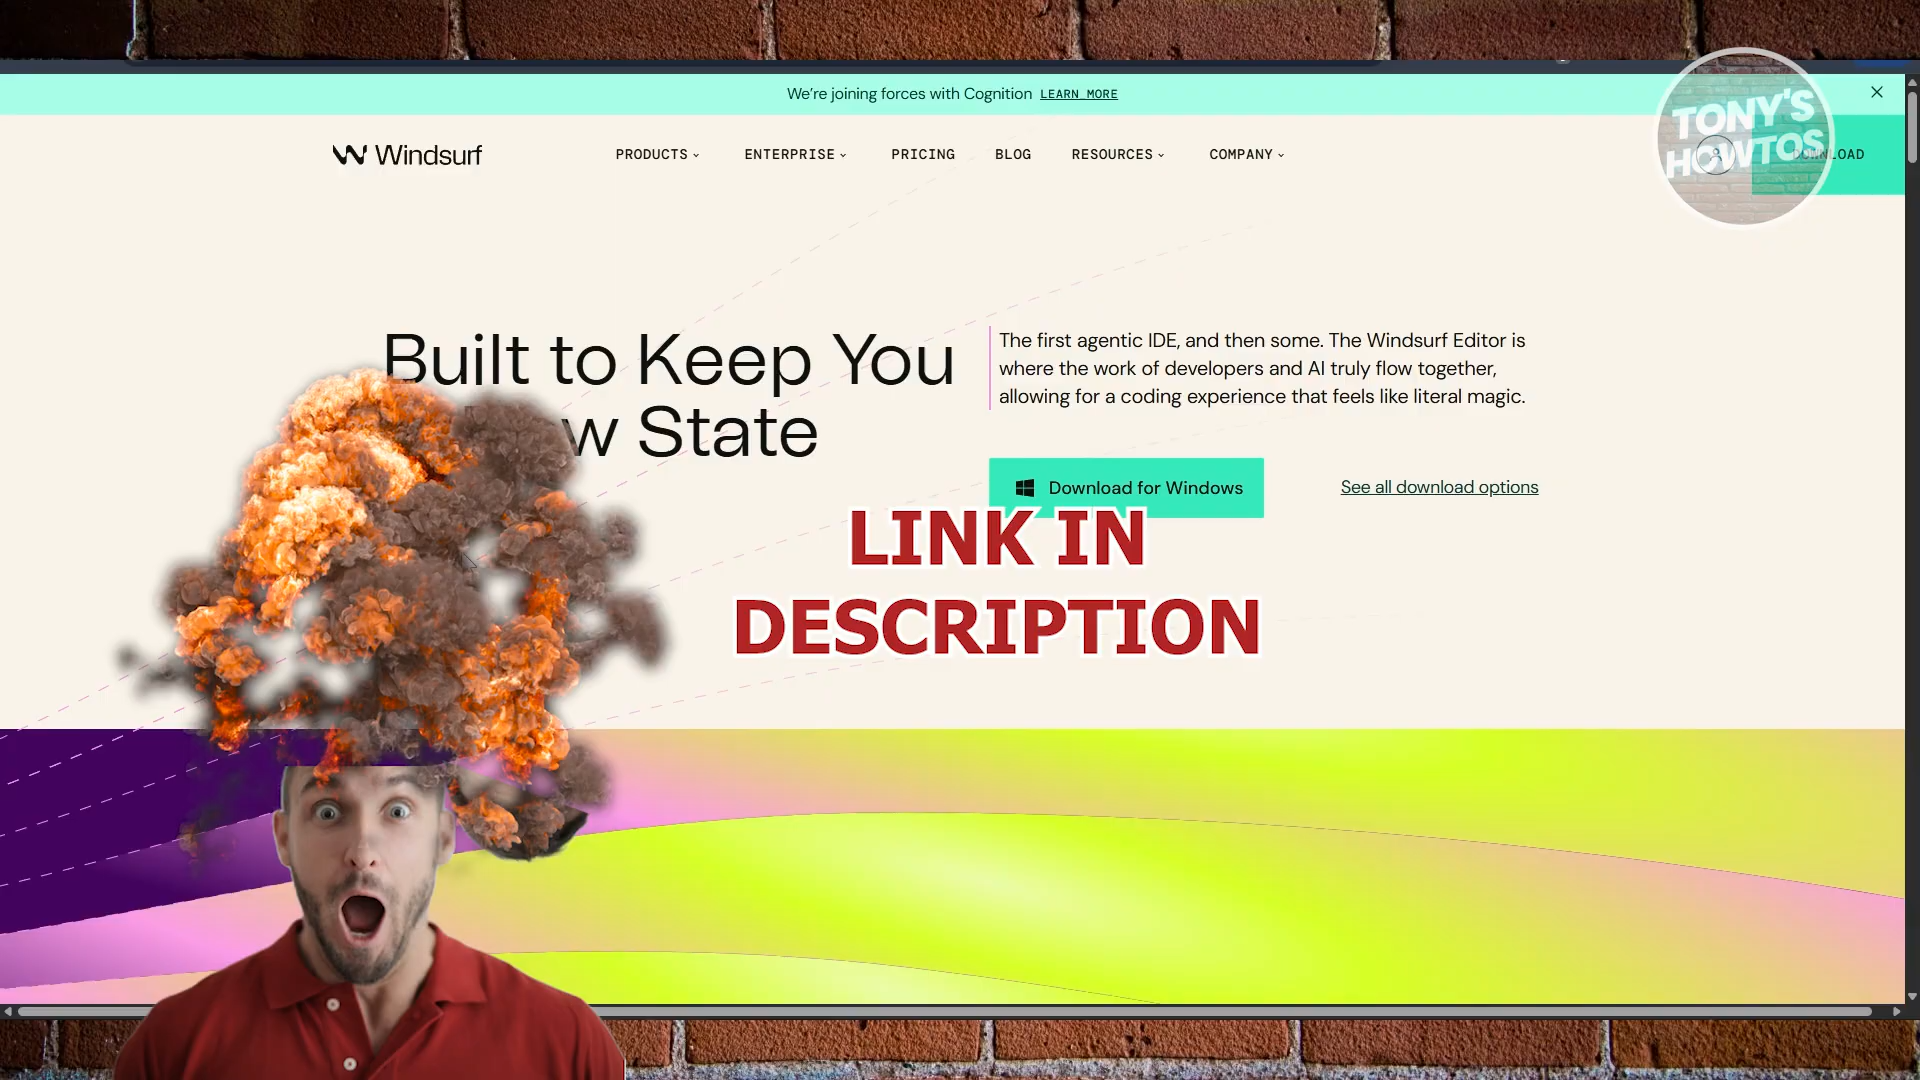 We're joining forces with Cognition LEARN MORE
Windsurf
PRODUCTS
ENTERPRISE
PRICING
BLOG
RESOURCES
COMPANY
DOWNLOAD
TONY'S
HOWTOS
Built to Keep You
w State
The first agentic IDE, and then some. The Windsurf Editor is
where the work of developers and AI truly flow together,
allowing for a coding experience that feels like literal magic.
Download for Windows
See all download options
LINK IN
DESCRIPTION